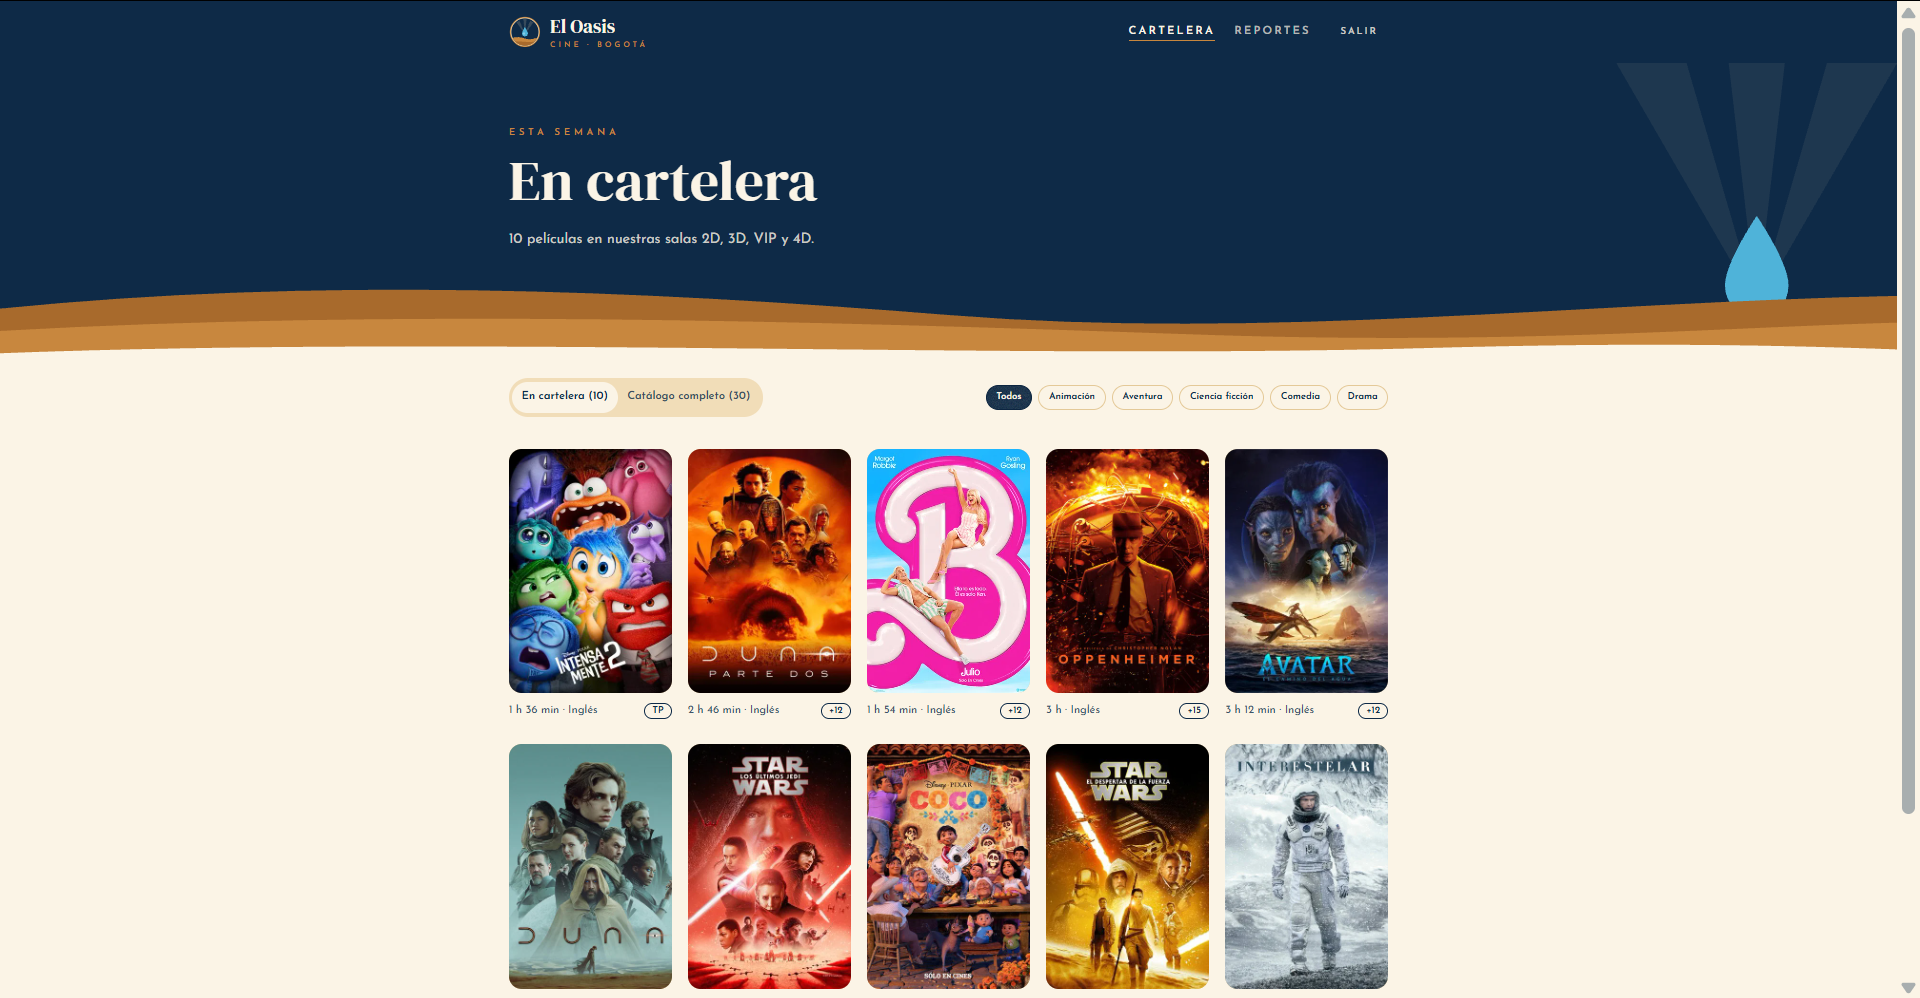 El Oasis
CINE · BOGOTÁ
CARTELERA REPORTES SALIR
ESTA SEMANA
En cartelera
10 películas en nuestras salas 2D, 3D, VIP y 4D.
En cartelera (10) Catálogo completo (30)
Todos Animación Aventura Ciencia ficción Comedia Drama
Margot Robbie
Ryan Gosling
INTENSA MENTE 2
DUNA
PARTE DOS
Julio
OPPENHEIMER
AVATAR
EL CAMINO DEL AGUA
1 h 36 min · Inglés TP
2 h 46 min · Inglés +12
1 h 54 min · Inglés +12
3 h · Inglés +15
3 h 12 min · Inglés +12
DUNA
STAR
LOS ÚLTIMOS JEDI
WARS
DISNEY · PIXAR
COCO
SOLO EN CINES
STAR
EL DESPERTAR DE LA FUERZA
WARS
INTERESTELAR